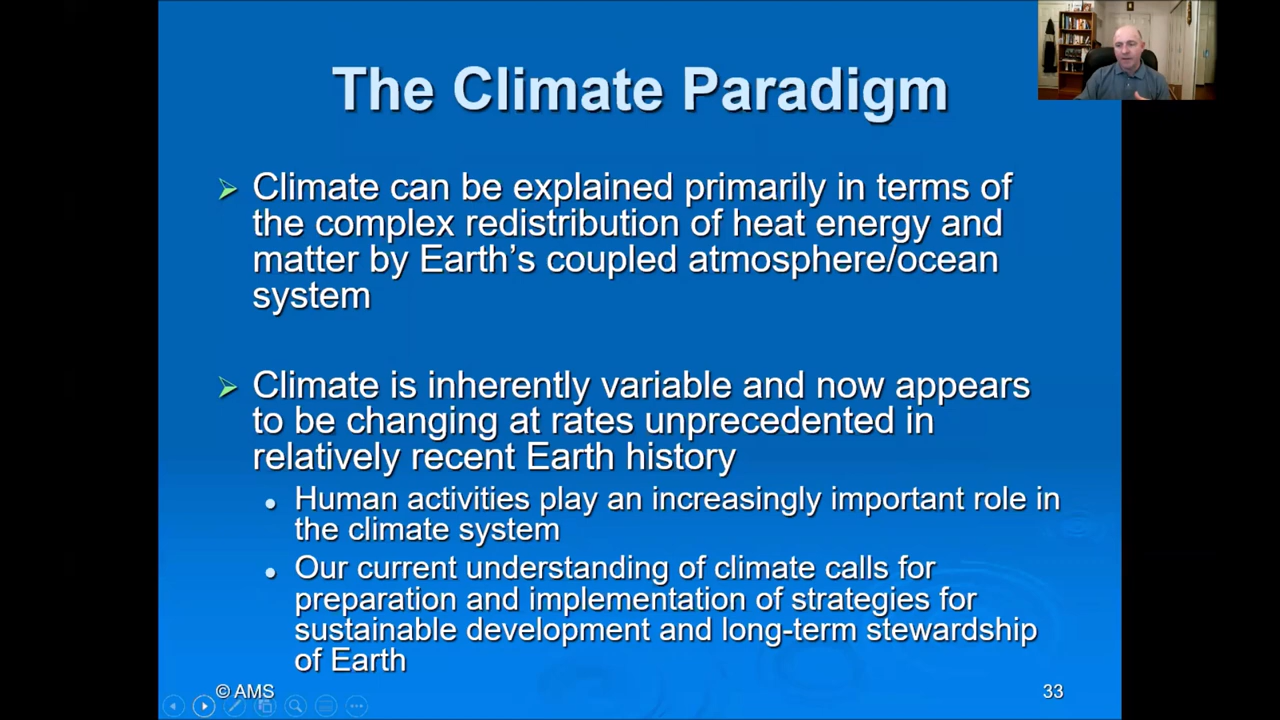 The Climate Paradigm
Climate can be explained primarily in terms of
the complex redistribution of heat energy and
matter by Earth’s coupled atmosphere/ocean
system
Climate is inherently variable and now appears
to be changing at rates unprecedented in
relatively recent Earth history
Human activities play an increasingly important role in
the climate system
Our current understanding of climate calls for
preparation and implementation of strategies for
sustainable development and long-term stewardship
of Earth
© AMS
33